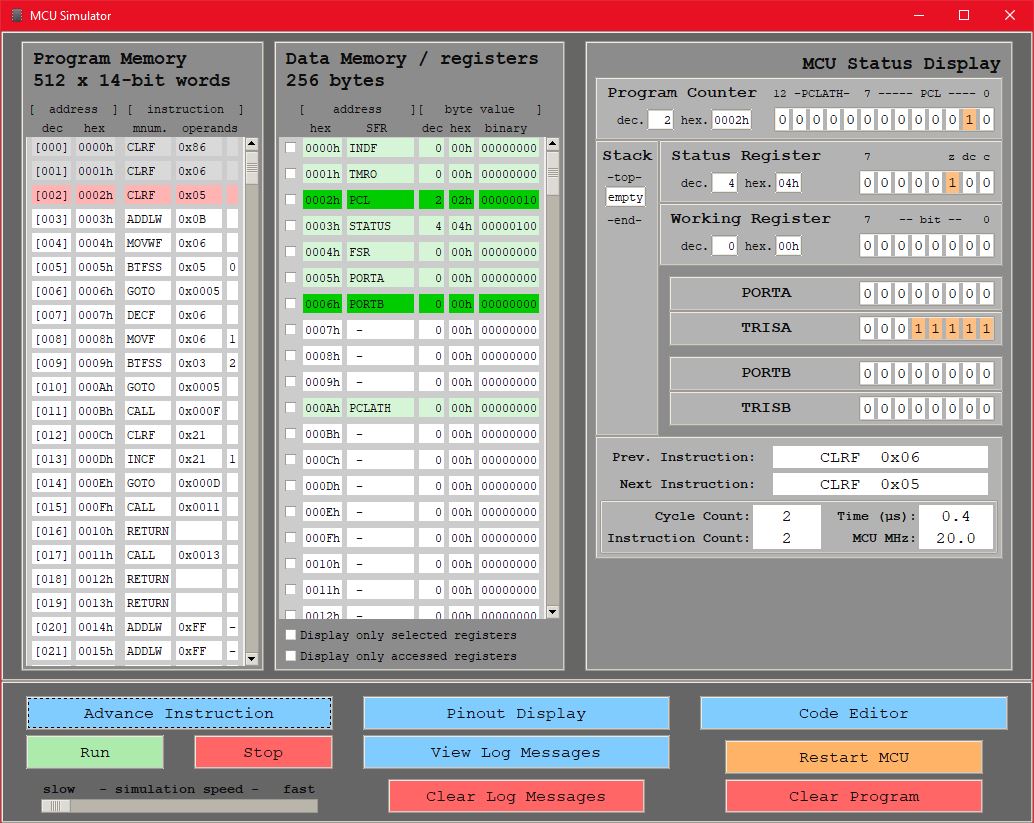 MCU Simulator
Program Memory
512 x 14-bit words
[ address ] [ instruction ]
dec hex mnum. operands
[000] 0000h CLRF 0x86
[001] 0001h CLRF 0x06
[002] 0002h CLRF 0x05
[003] 0003h ADDLW 0x0B
[004] 0004h MOVWF 0x06
[005] 0005h BTFSS 0x05 0
[006] 0006h GOTO 0x0005
[007] 0007h DECF 0x06
[008] 0008h MOVF 0x06 1
[009] 0009h BTFSS 0x03 2
[010] 000Ah GOTO 0x0005
[011] 000Bh CALL 0x000F
[012] 000Ch CLRF 0x21
[013] 000Dh INCF 0x21 1
[014] 000Eh GOTO 0x000D
[015] 000Fh CALL 0x0011
[016] 0010h RETURN
[017] 0011h CALL 0x0013
[018] 0012h RETURN
[019] 0013h RETURN
[020] 0014h ADDLW 0xFF -
[021] 0015h ADDLW 0xFF -
Data Memory / registers
256 bytes
[ address ][ byte value ]
hex SFR dec hex binary
0000h INDF 0 00h 00000000
0001h TMRO 0 00h 00000000
0002h PCL 2 02h 00000010
0003h STATUS 4 04h 00000100
0004h FSR 0 00h 00000000
0005h PORTA 0 00h 00000000
0006h PORTB 0 00h 00000000
0007h - 0 00h 00000000
0008h - 0 00h 00000000
0009h - 0 00h 00000000
000Ah PCLATH 0 00h 00000000
000Bh - 0 00h 00000000
000Ch - 0 00h 00000000
000Dh - 0 00h 00000000
000Eh - 0 00h 00000000
000Fh - 0 00h 00000000
0010h - 0 00h 00000000
0011h - 0 00h 00000000
0012h - 0 00h 00000000
Display only selected registers
Display only accessed registers
MCU Status Display
Program Counter 12 -PCLATH- 7 ----- PCL ---- 0
dec. 2 hex. 0002h 0 0 0 0 0 0 0 0 0 0 0 1 0
Stack
-top-
empty
-end-
Status Register 7 z dc c
dec. 4 hex. 04h 0 0 0 0 0 1 0 0
Working Register 7 -- bit -- 0
dec. 0 hex. 00h 0 0 0 0 0 0 0 0
PORTA 0 0 0 0 0 0 0 0
TRISA 0 0 0 1 1 1 1 1
PORTB 0 0 0 0 0 0 0 0
TRISB 0 0 0 0 0 0 0 0
Prev. Instruction: CLRF 0x06
Next Instruction: CLRF 0x05
Cycle Count: 2 Time (µs): 0.4
Instruction Count: 2 MCU MHz: 20.0
Advance Instruction
Run Stop
slow - simulation speed - fast
Pinout Display
View Log Messages
Clear Log Messages
Code Editor
Restart MCU
Clear Program